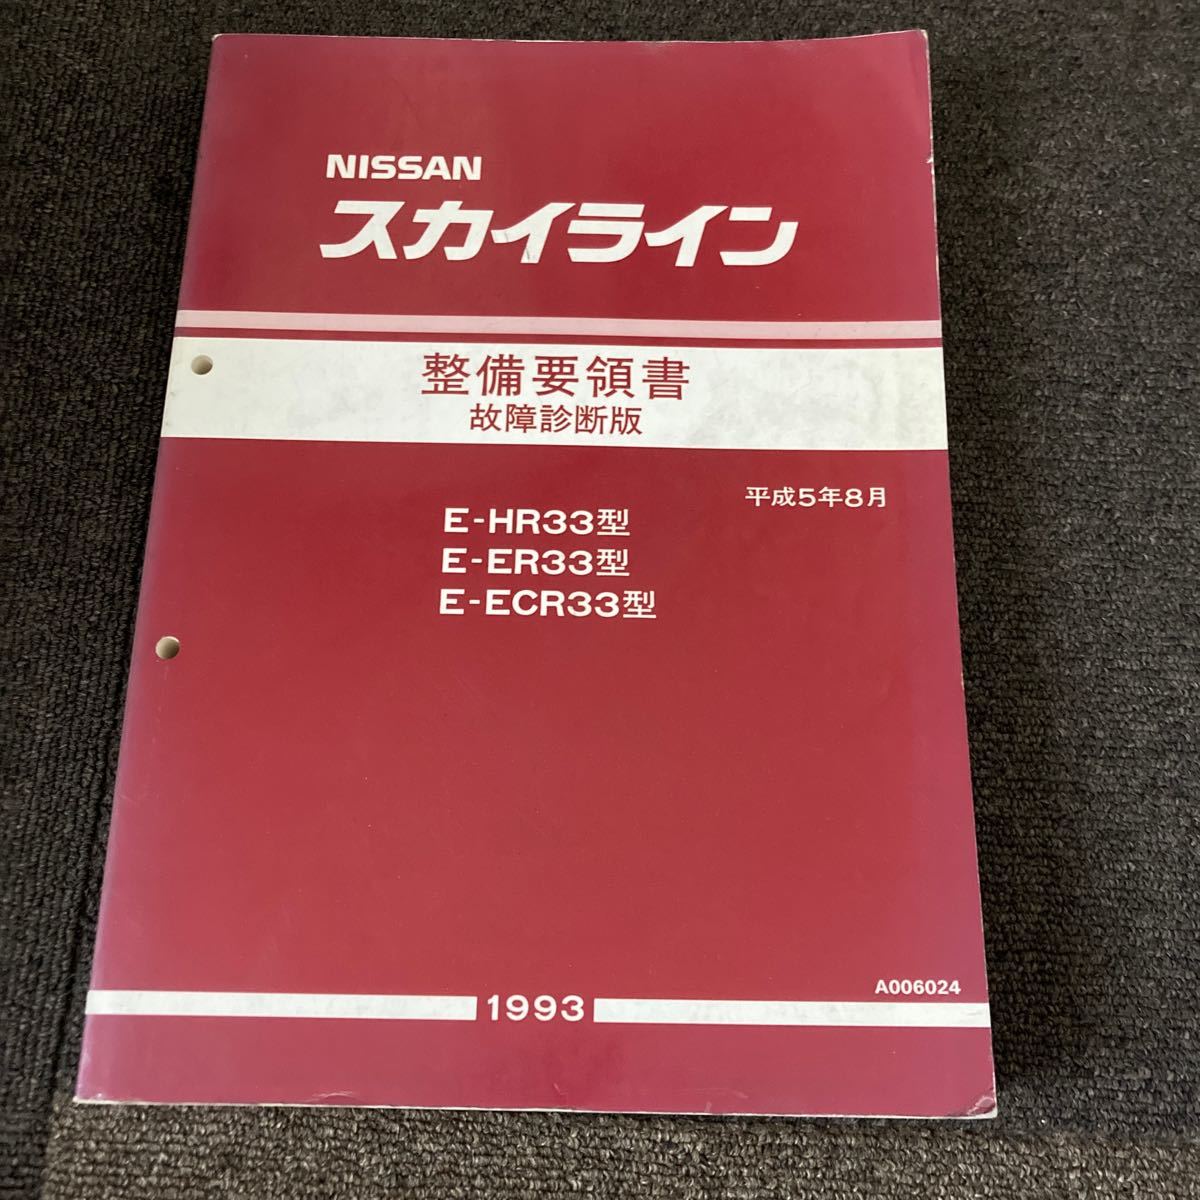 NISSAN
スカイライン
整備要領書
故障診断版
平成5年8月
E-HR33型
E-ER33型
E-ECR33型
A006024
1993